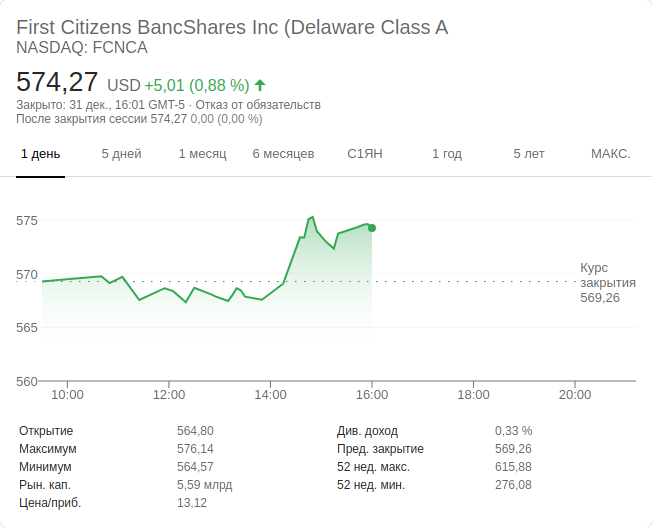 First Citizens BancShares Inc (Delaware Class A
NASDAQ: FCNCA
574,27 USD +5,01 (0,88 %)
Закрыто: 31 дек., 16:01 GMT-5 · Отказ от обязательств
После закрытия сессии 574,27 0,00 (0,00 %)
1 день 5 дней 1 месяц 6 месяцев С1ЯН 1 год 5 лет МАКС.
575
570
565
560
Курс
закрытия
569,26
10:00 12:00 14:00 16:00 18:00 20:00
Открытие 564,80 Див. доход 0,33 %
Максимум 576,14 Пред. закрытие 569,26
Минимум 564,57 52 нед. макс. 615,88
Рын. кап. 5,59 млрд 52 нед. мин. 276,08
Цена/приб. 13,12